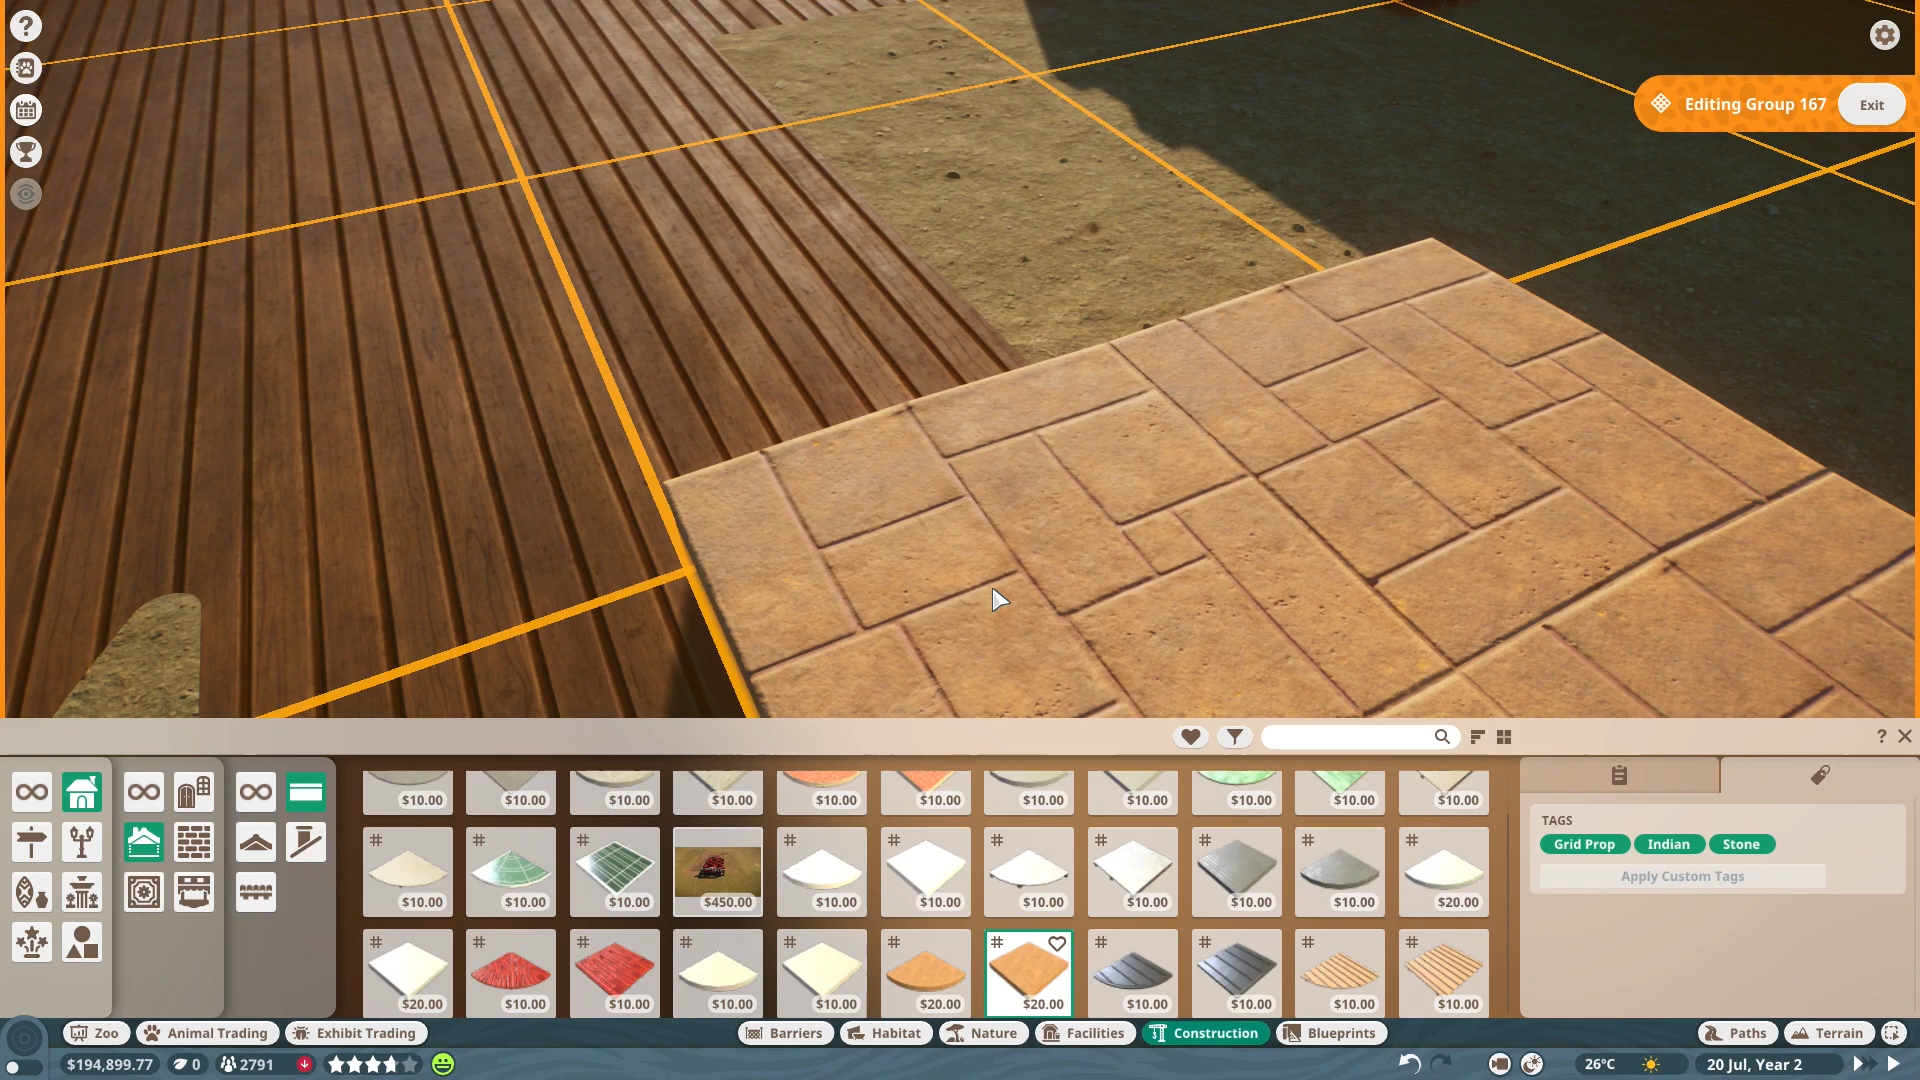 ?
Editing Group 167 Exit
? ×
$10.00 $10.00 $10.00 $10.00 $10.00 $10.00 $10.00 $10.00 $10.00 $10.00 $10.00
# # # # # # # # # #
$10.00 $10.00 $10.00 $450.00 $10.00 $10.00 $10.00 $10.00 $10.00 $10.00 $20.00
# # # # # # # # # # #
$20.00 $10.00 $10.00 $10.00 $10.00 $20.00 $20.00 $10.00 $10.00 $10.00 $10.00
TAGS
Grid Prop Indian Stone
Apply Custom Tags
Zoo Animal Trading Exhibit Trading Barriers Habitat Nature Facilities Construction Blueprints Paths Terrain
$194,899.77 0 2791 26°C 20 Jul, Year 2